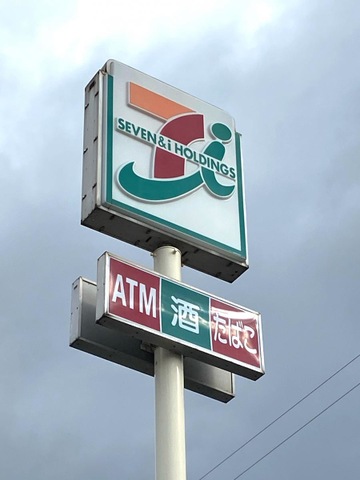 SEVEN & i HOLDINGS
ATM 酒 たばこ